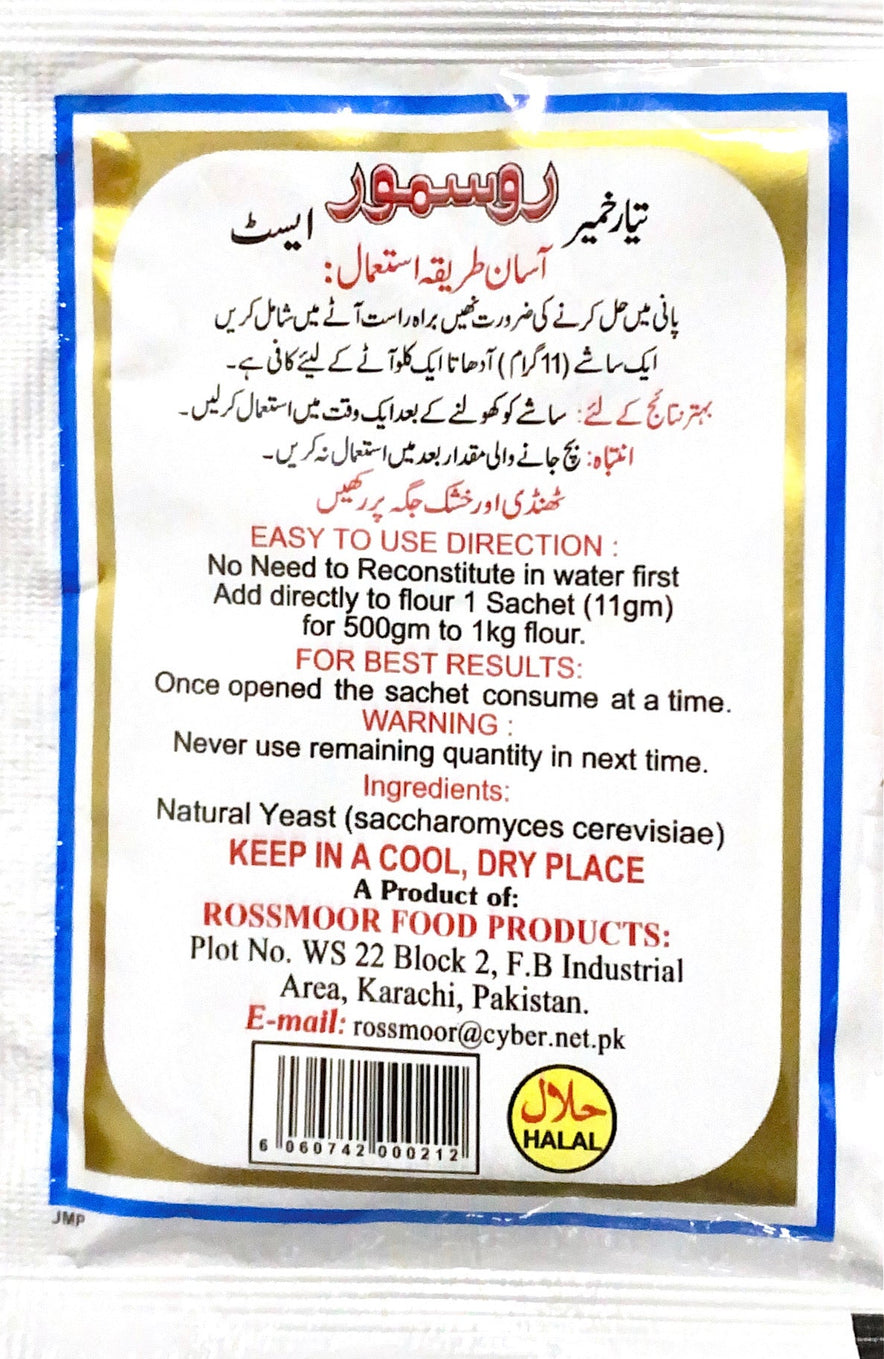 تیار خمیر روسمور ایسٹ
آسان طریقہ استعمال:
پانی میں حل کرنے کی ضرورت نھیں براہ راست آٹے میں شامل کریں
ایک ساشے (11 گرام) آدھا تا ایک کلو آٹے کے لیئے کافی ہے۔
بہتر نتائج کے لئے: ساشے کو کھولنے کے بعد ایک وقت میں استعمال کرلیں۔
انتباہ: بچ جانے والی مقدار بعد میں استعمال نہ کریں۔
ٹھنڈی اور خشک جگہ پر رکھیں
EASY TO USE DIRECTION :
No Need to Reconstitute in water first
Add directly to flour 1 Sachet (11gm)
for 500gm to 1kg flour.
FOR BEST RESULTS:
Once opened the sachet consume at a time.
WARNING :
Never use remaining quantity in next time.
Ingredients:
Natural Yeast (saccharomyces cerevisiae)
KEEP IN A COOL, DRY PLACE
A Product of:
ROSSMOOR FOOD PRODUCTS:
Plot No. WS 22 Block 2, F.B Industrial
Area, Karachi, Pakistan.
E-mail: rossmoor@cyber.net.pk
6 060742 000212
حلال
HALAL
JMP